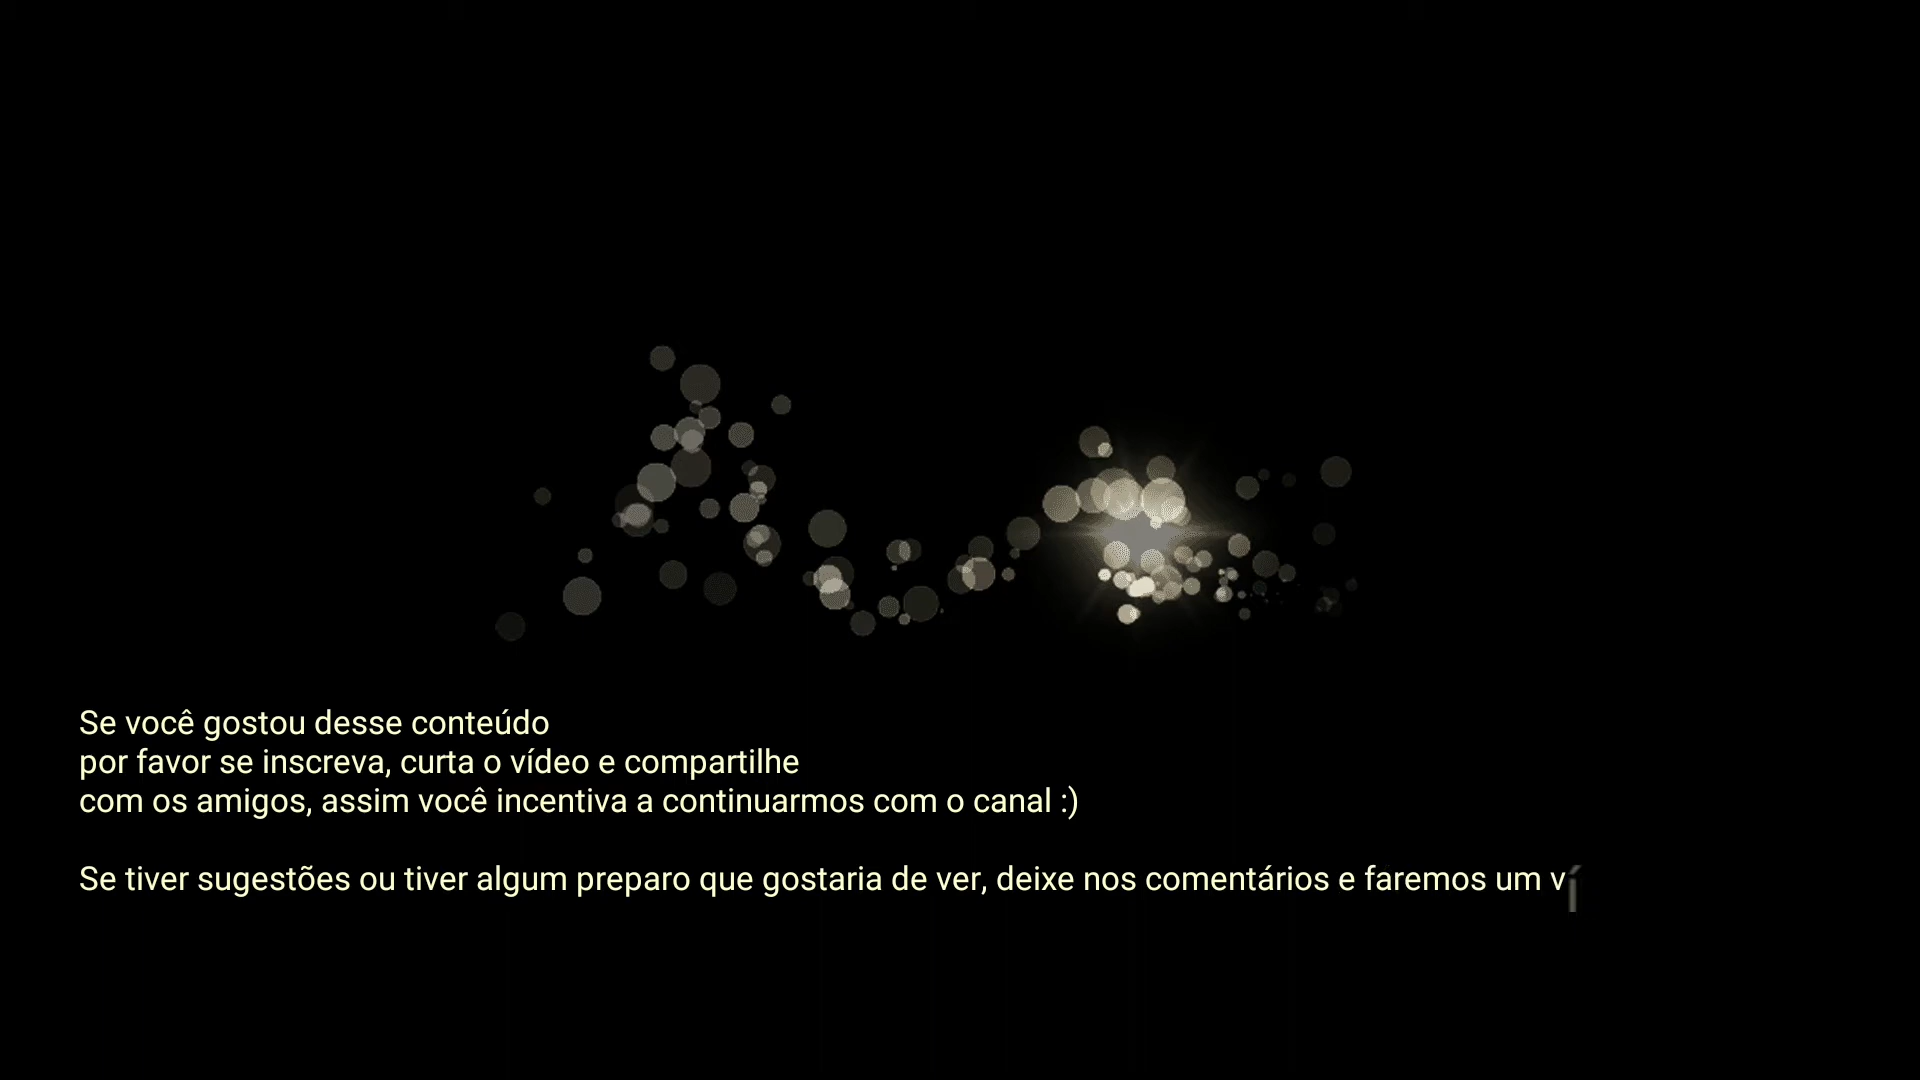 Se você gostou desse conteúdo
por favor se inscreva, curta o vídeo e compartilhe
com os amigos, assim você incentiva a continuarmos com o canal :)
Se tiver sugestões ou tiver algum preparo que gostaria de ver, deixe nos comentários e faremos um ví